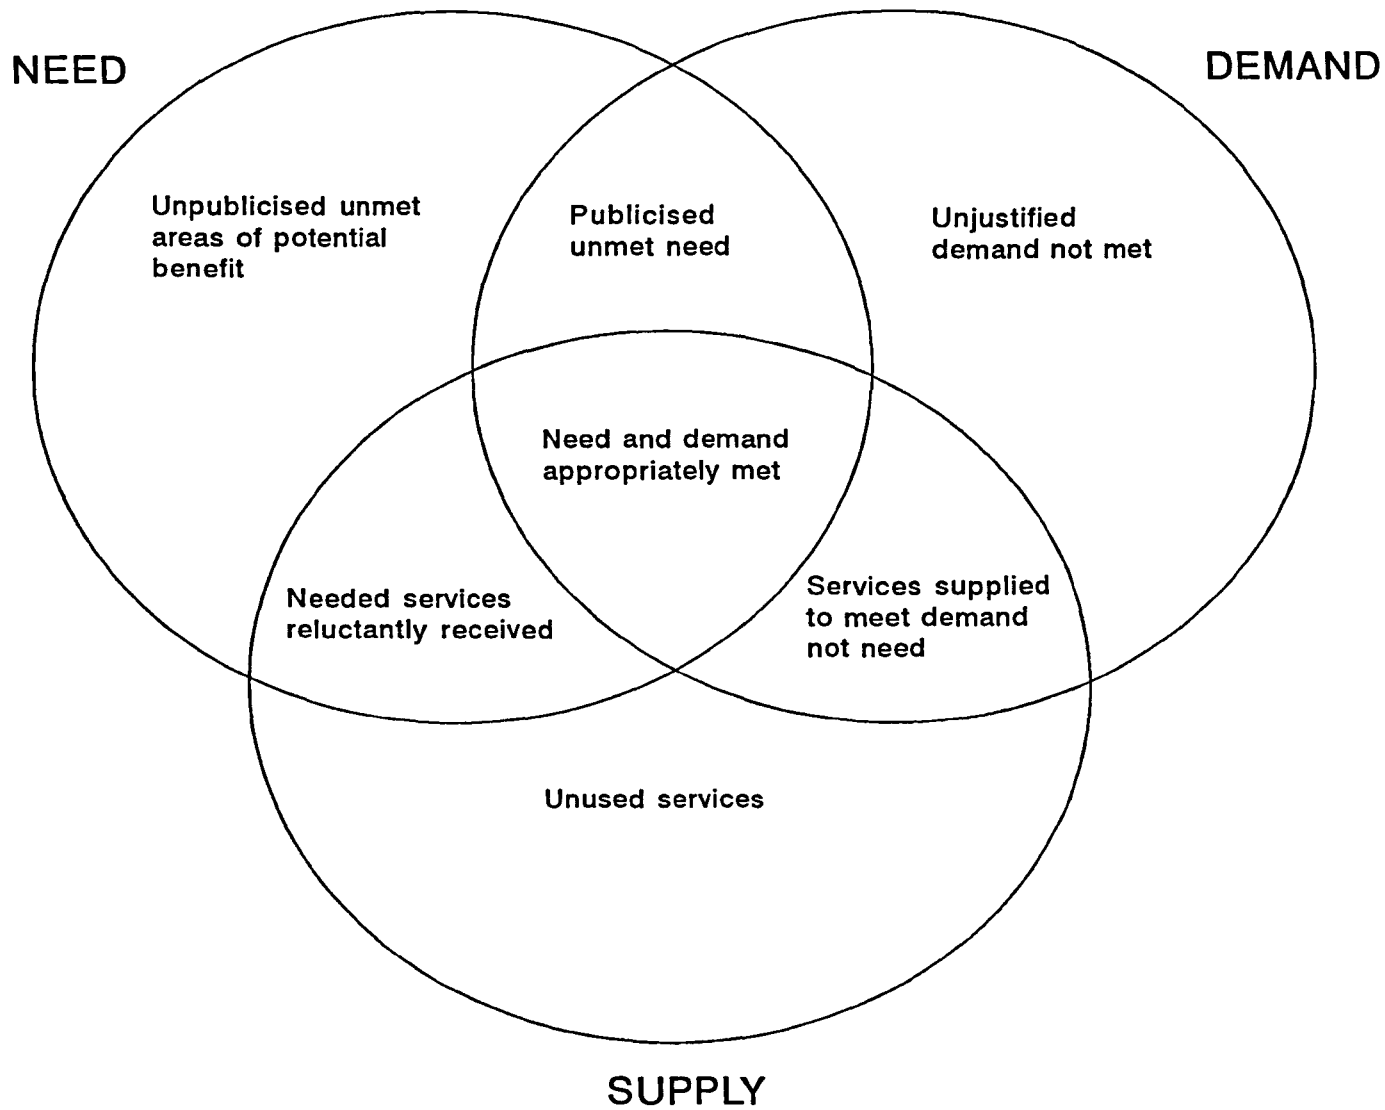 NEED
DEMAND
Unpublicised unmet
areas of potential
benefit
Publicised
unmet need
Unjustified
demand not met
Need and demand
appropriately met
Needed services
reluctantly received
Services supplied
to meet demand
not need
Unused services
SUPPLY